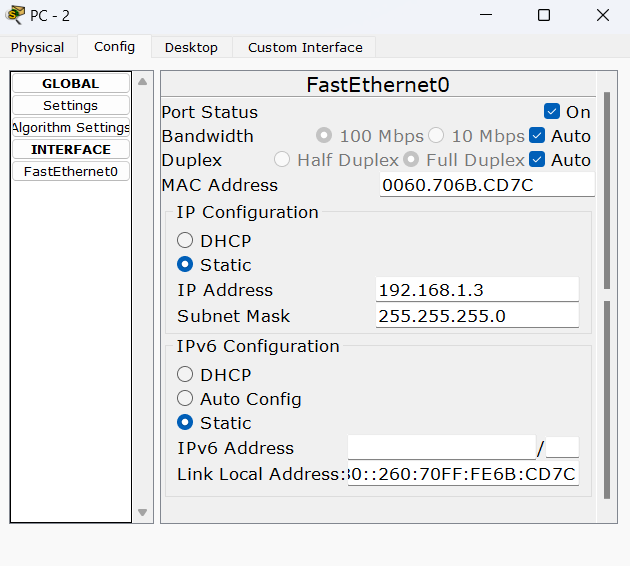 PC - 2
Physical Config Desktop Custom Interface
GLOBAL
Settings
Algorithm Settings
INTERFACE
FastEthernet0
FastEthernet0
Port Status On
Bandwidth 100 Mbps 10 Mbps Auto
Duplex Half Duplex Full Duplex Auto
MAC Address 0060.706B.CD7C
IP Configuration
DHCP
Static
IP Address 192.168.1.3
Subnet Mask 255.255.255.0
IPv6 Configuration
DHCP
Auto Config
Static
IPv6 Address /
Link Local Address: 30::260:70FF:FE6B:CD7C